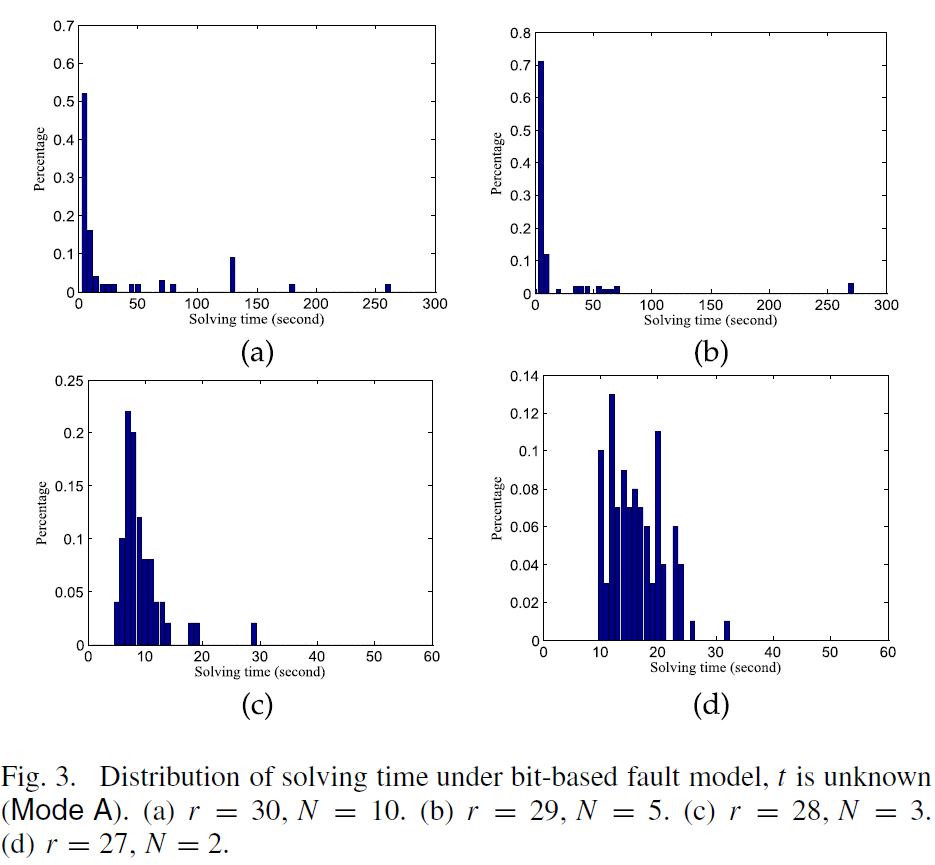 0.7
0.6
0.5
0.4
0.3
0.2
0.1
0
Percentage
0 50 100 150 200 250 300
Solving time (second)
(a)
0.8
0.7
0.6
0.5
0.4
0.3
0.2
0.1
0
Percentage
0 50 100 150 200 250 300
Solving time (second)
(b)
0.25
0.2
0.15
0.1
0.05
0
Percentage
0 10 20 30 40 50 60
Solving time (second)
(c)
0.14
0.12
0.1
0.08
0.06
0.04
0.02
0
Percentage
0 10 20 30 40 50 60
Solving time (second)
(d)
Fig. 3. Distribution of solving time under bit-based fault model, t is unknown
(Mode A). (a) r = 30, N = 10. (b) r = 29, N = 5. (c) r = 28, N = 3.
(d) r = 27, N = 2.